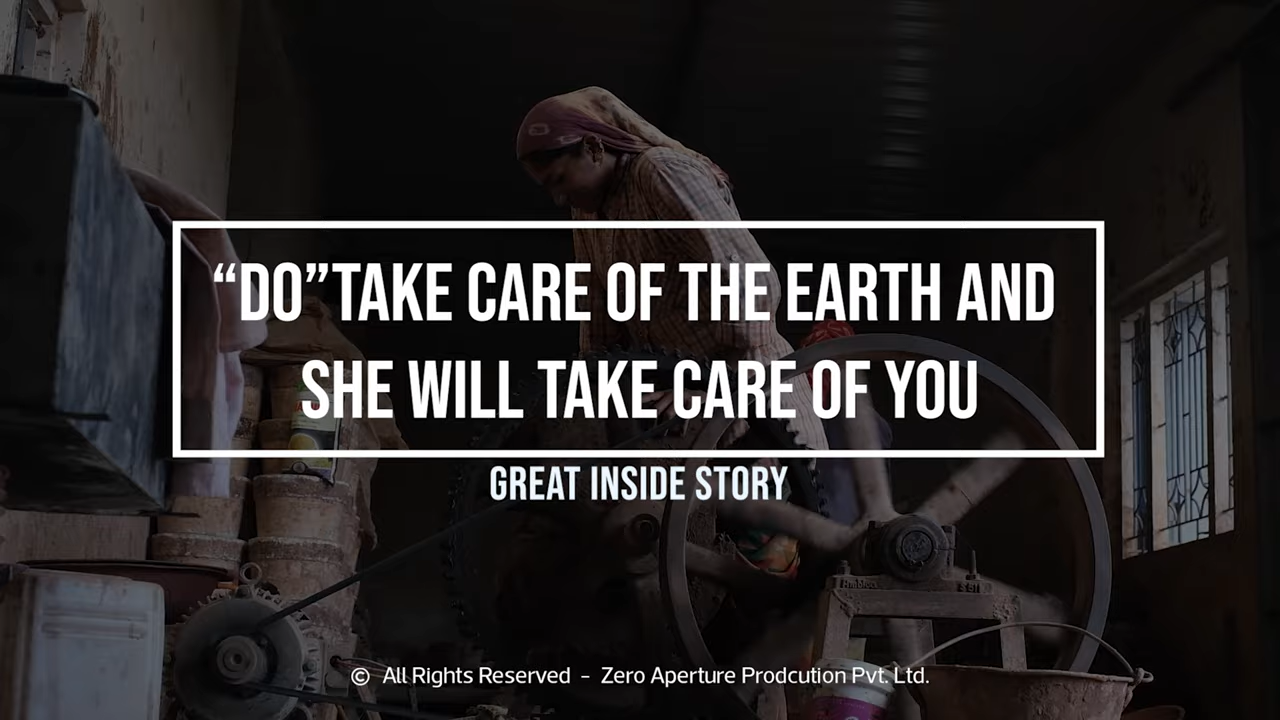 “DO”TAKE CARE OF THE EARTH AND
SHE WILL TAKE CARE OF YOU
GREAT INSIDE STORY
© All Rights Reserved - Zero Aperture Prodcution Pvt. Ltd.